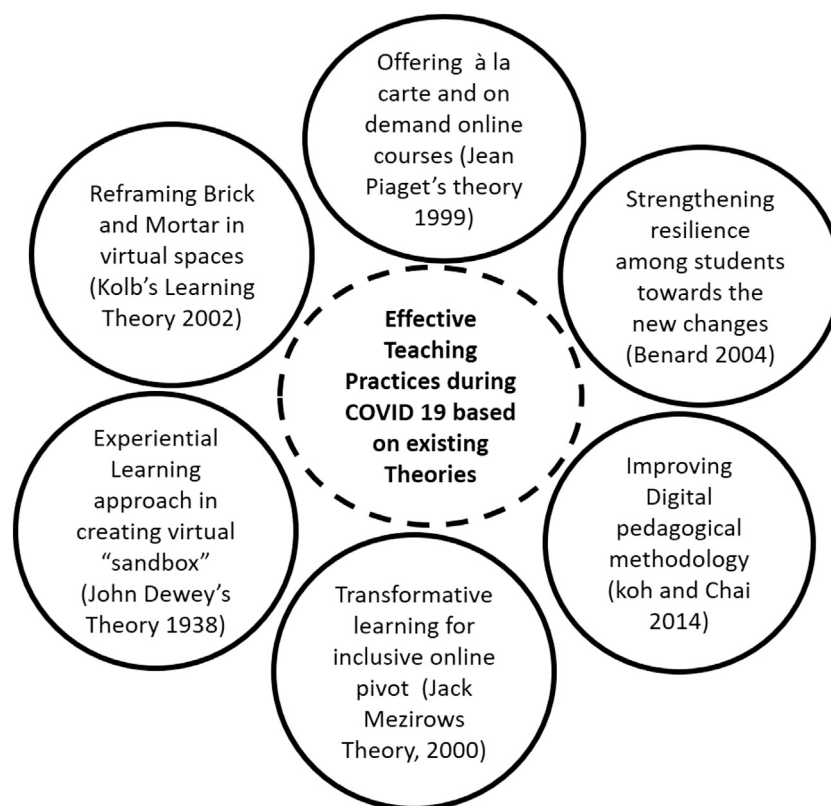 Offering à la
carte and on
demand online
courses (Jean
Piaget’s theory
1999)
Strengthening
resilience
among students
towards the
new changes
(Benard 2004)
Improving
Digital
pedagogical
methodology
(koh and Chai
2014)
Transformative
learning for
inclusive online
pivot (Jack
Mezirows
Theory, 2000)
Experiential
Learning
approach in
creating virtual
“sandbox”
(John Dewey’s
Theory 1938)
Reframing Brick
and Mortar in
virtual spaces
(Kolb’s Learning
Theory 2002)
Effective
Teaching
Practices during
COVID 19 based
on existing
Theories